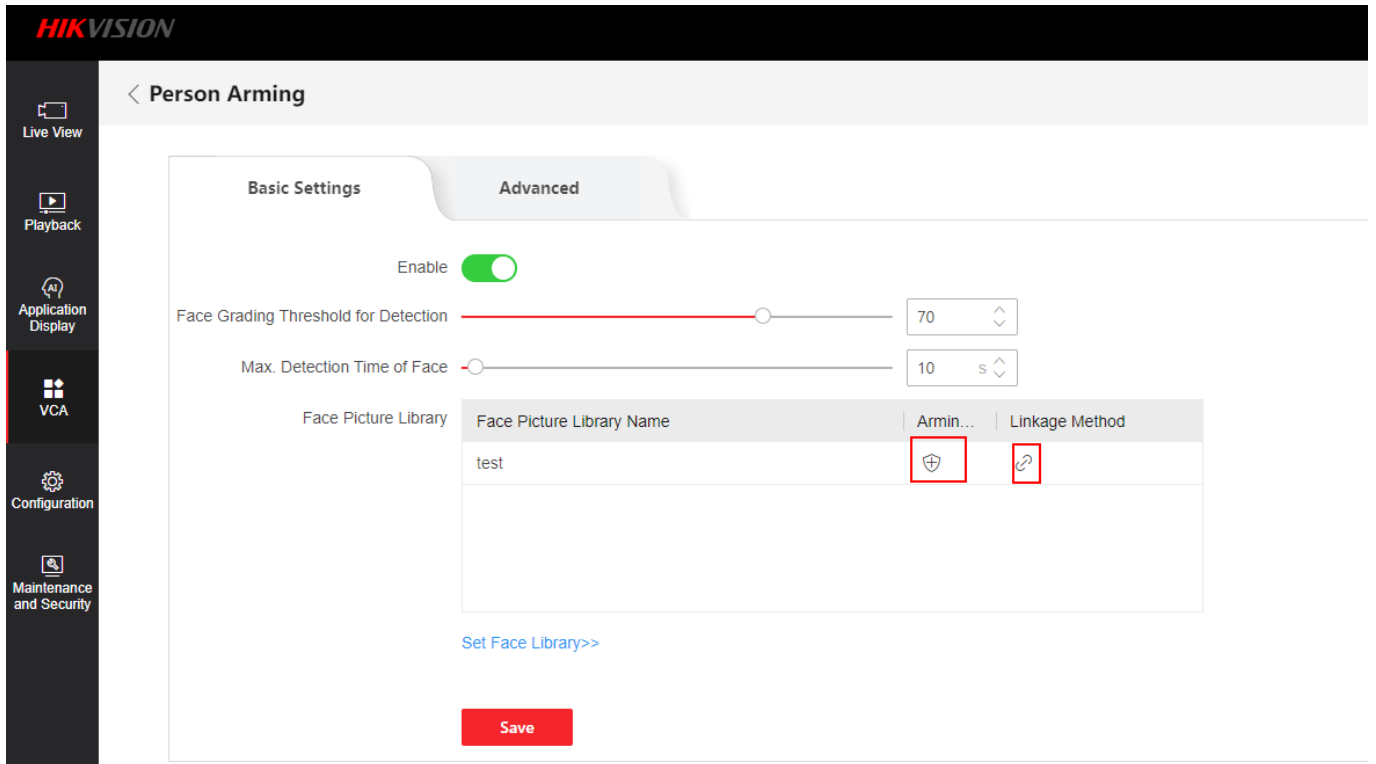 HIKVISION
Person Arming
Live View
Playback
AI
Application
Display
VCA
Configuration
Maintenance
and Security
Basic Settings
Advanced
Enable
Face Grading Threshold for Detection
70
Max. Detection Time of Face
10 s
Face Picture Library
Face Picture Library Name Armin... Linkage Method
test
Set Face Library>>
Save